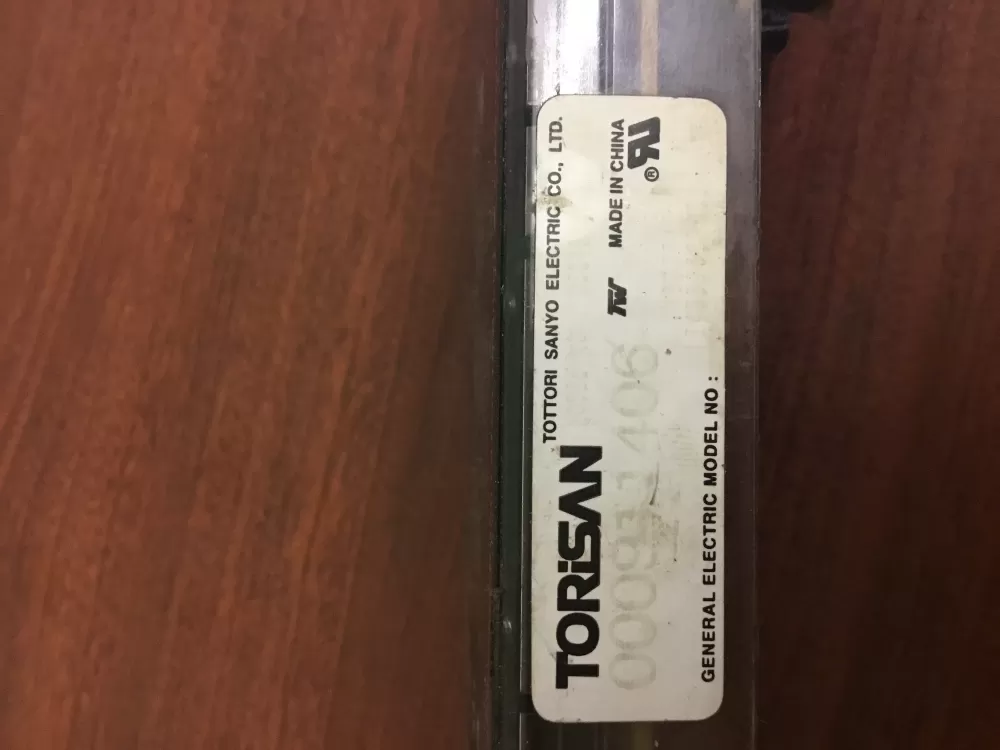 TORiSAN TOTTORI SANYO ELECTRIC CO., LTD.
MADE IN CHINA
GENERAL ELECTRIC MODEL NO :